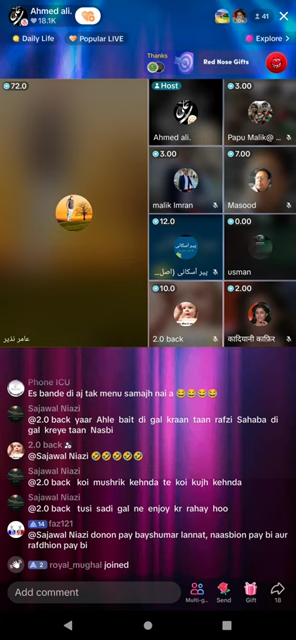 Ahmed ali.
18.1K
41
Daily Life
Popular LIVE
Explore >
Thanks
Red Nose Gifts
72.0
Host
3.00
Ahmed ali.
Papu Malik@ ...
3.00
7.00
malik Imran
Masood
12.0
0.00
پیر آسکانی (اصل...
usman
10.0
2.00
عامر نذیر
2.0 back
कादियानी काफ़िर
Phone ICU
Es bande di aj tak menu samajh nai a 😂😂😂😂
Sajawal Niazi
@2.0 back yaar Ahle bait di gal kraan taan rafzi Sahaba di
gal kreye taan Nasbi
2.0 back
@Sajawal Niazi 🤣🤣🤣🤣🤣
Sajawal Niazi
@2.0 back koi mushrik kehnda te koi kujh kehnda
Sajawal Niazi
@2.0 back tusi sadi gal ne enjoy kr rahay hoo
14 faz121
@Sajawal Niazi donon pay bayshumar lannat, naasbion pay bi aur
rafdhion pay bi
2 royal_mughal joined
Add comment
Multi-g...
Send
Gift
18